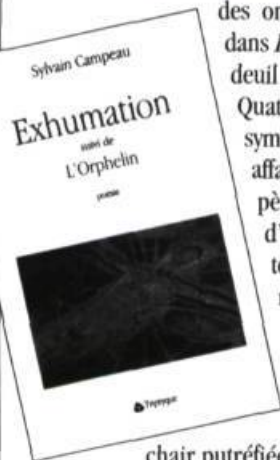 Sylvain Campeau
Exhumation
suivi de
L'Orphelin
poésie
Triptyque
des or
dans
deuil
Quat
sym
affa
pè
d'
chair putréfiée